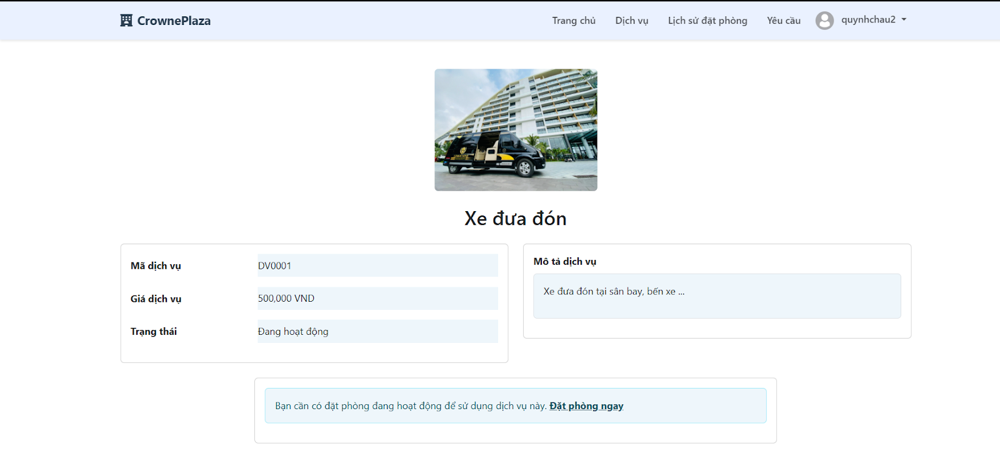 CrownePlaza
Trang chủ
Dịch vụ
Lịch sử đặt phòng
Yêu cầu
quynhchau2
Xe đưa đón
Mã dịch vụ
DV0001
Giá dịch vụ
500,000 VND
Trạng thái
Đang hoạt động
Mô tả dịch vụ
Xe đưa đón tại sân bay, bến xe ...
Bạn cần có đặt phòng đang hoạt động để sử dụng dịch vụ này. Đặt phòng ngay